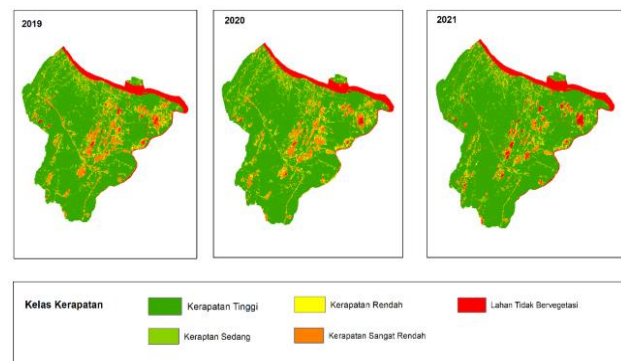 2019
2020
2021
Kelas Kerapatan
Kerapatan Tinggi
Kerapatan Rendah
Lahan Tidak Bervegetasi
Keraptan Sedang
Kerapatan Sangat Rendah